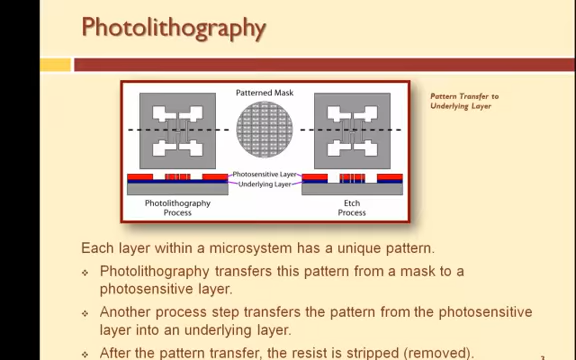 Photolithography
Patterned Mask
Pattern Transfer to
Underlying Layer
Photosensitive Layer
Underlying Layer
Photolithography
Process
Etch
Process
Each layer within a microsystem has a unique pattern.
Photolithography transfers this pattern from a mask to a
photosensitive layer.
Another process step transfers the pattern from the photosensitive
layer into an underlying layer.
After the pattern transfer, the resist is stripped (removed).